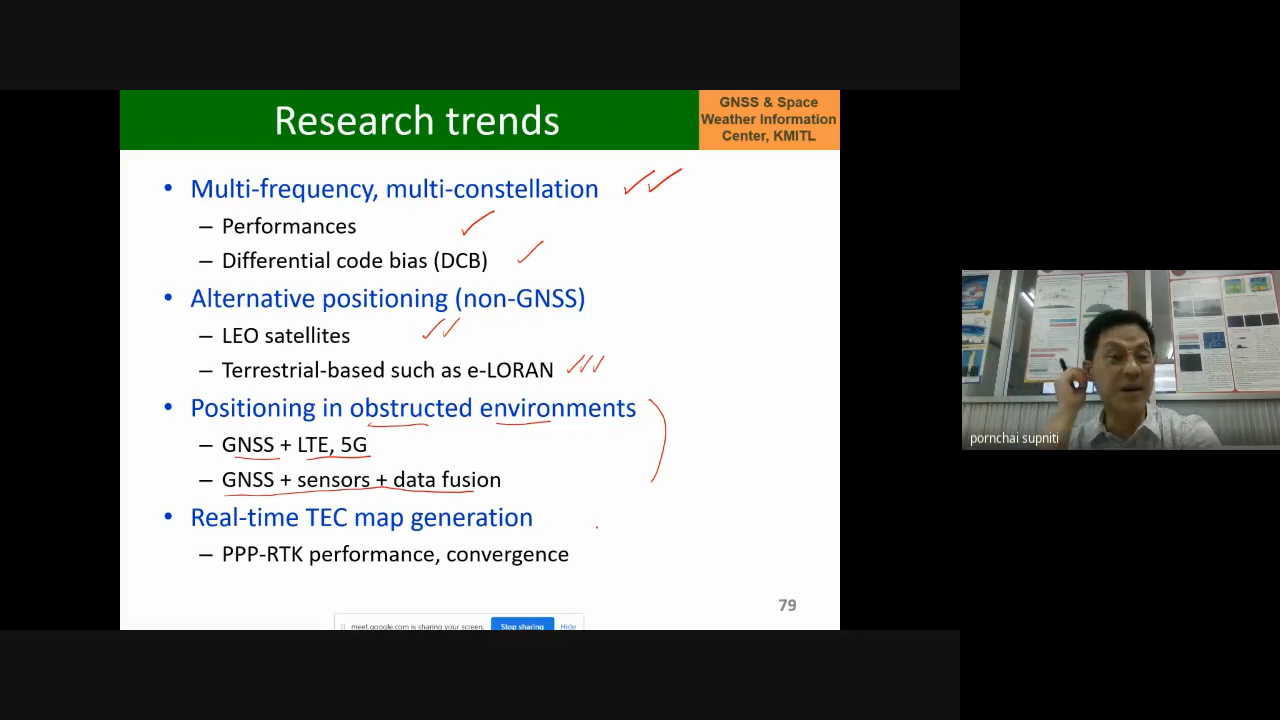 Research trends
GNSS & Space
Weather Information
Center, KMITL
• Multi-frequency, multi-constellation
– Performances
– Differential code bias (DCB)
• Alternative positioning (non-GNSS)
– LEO satellites
– Terrestrial-based such as e-LORAN
• Positioning in obstructed environments
– GNSS + LTE, 5G
– GNSS + sensors + data fusion
• Real-time TEC map generation
– PPP-RTK performance, convergence
79
meet.google.com is sharing your screen.
Stop sharing
Hide
pornchai supniti